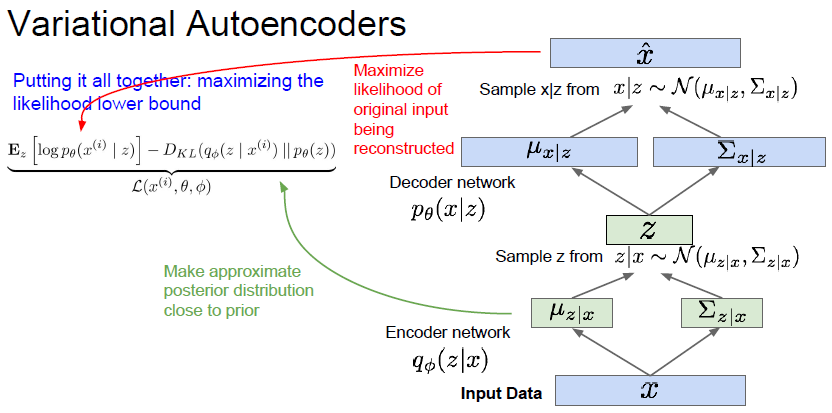 Variational Autoencoders
Putting it all together: maximizing the
likelihood lower bound
E_z [log p_θ(x^(i) | z)] − D_KL(q_ϕ(z | x^(i)) || p_θ(z))
ℒ(x^(i), θ, ϕ)
Maximize
likelihood of
original input
being
reconstructed
Make approximate
posterior distribution
close to prior
x̂
Sample x|z from x|z ∼ 𝒩(μ_x|z, Σ_x|z)
μ_x|z
Σ_x|z
Decoder network
p_θ(x|z)
z
Sample z from z|x ∼ 𝒩(μ_z|x, Σ_z|x)
μ_z|x
Σ_z|x
Encoder network
q_ϕ(z|x)
Input Data
x